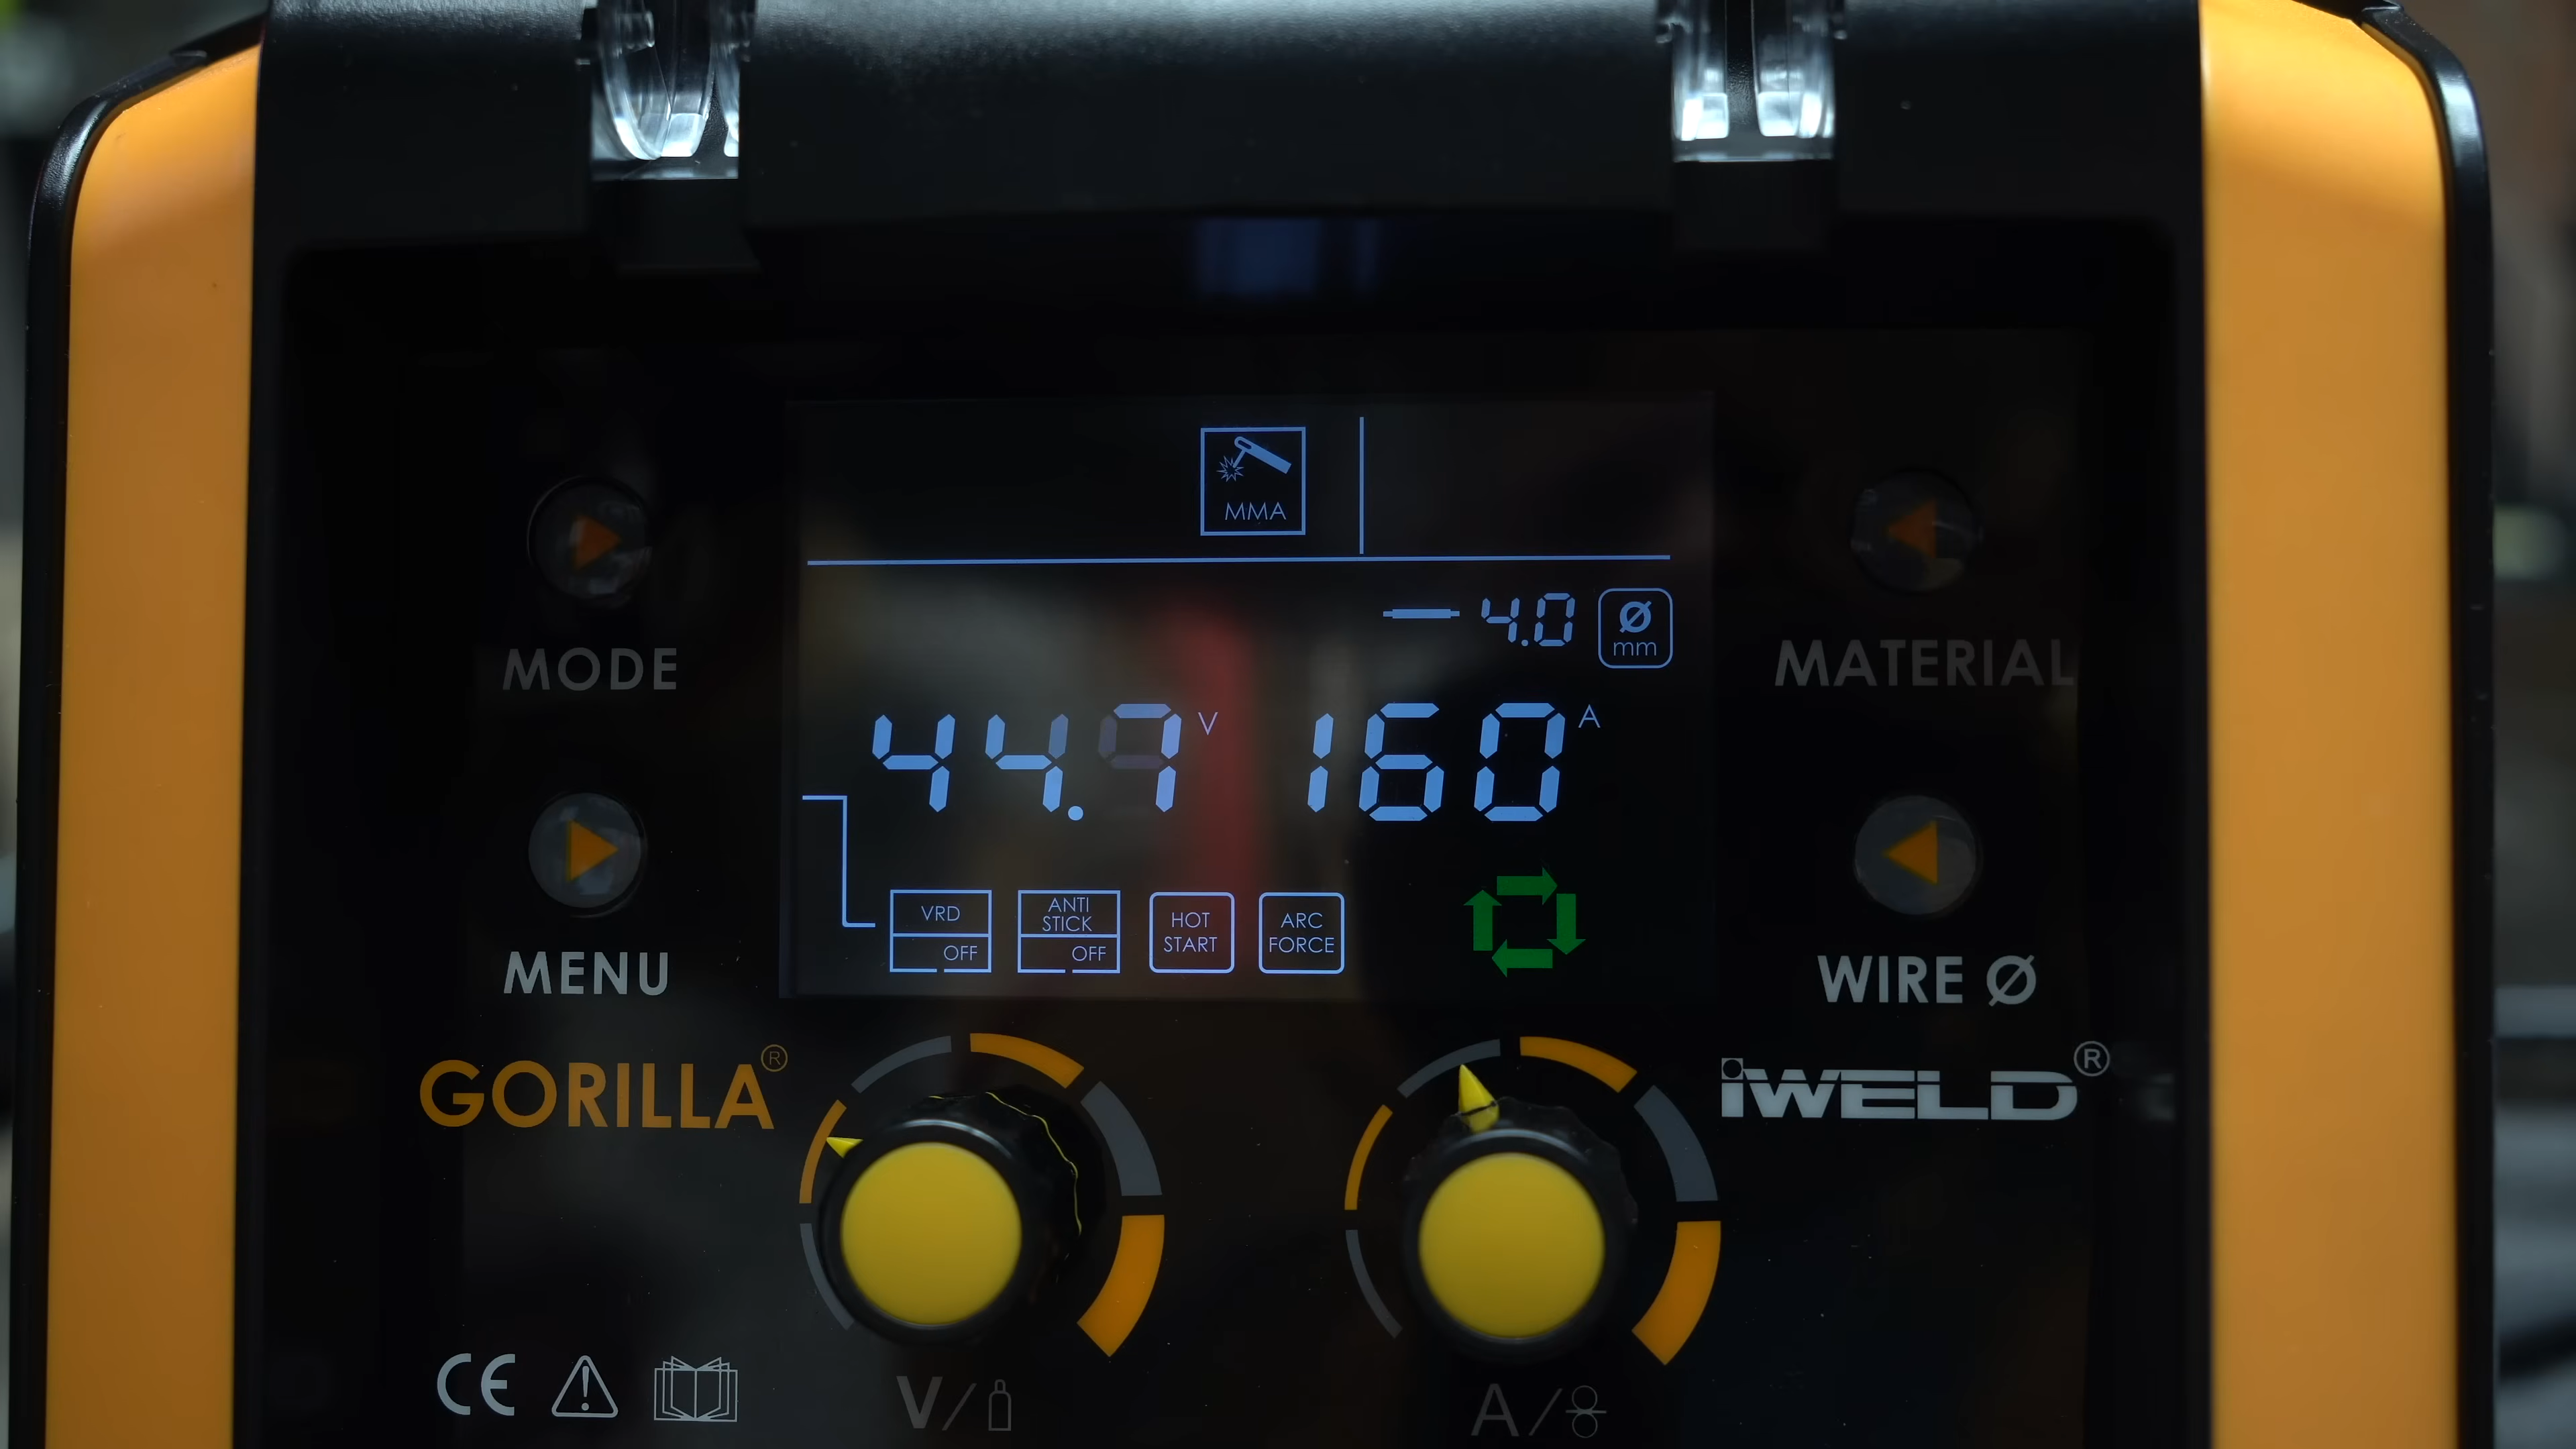 MMA
MODE
MATERIAL
4.0 Ø mm
44.7 V 160 A
VRD OFF
ANTI STICK OFF
HOT START
ARC FORCE
MENU
WIRE Ø
GORILLA®
iWELD®
CE
V/
A/